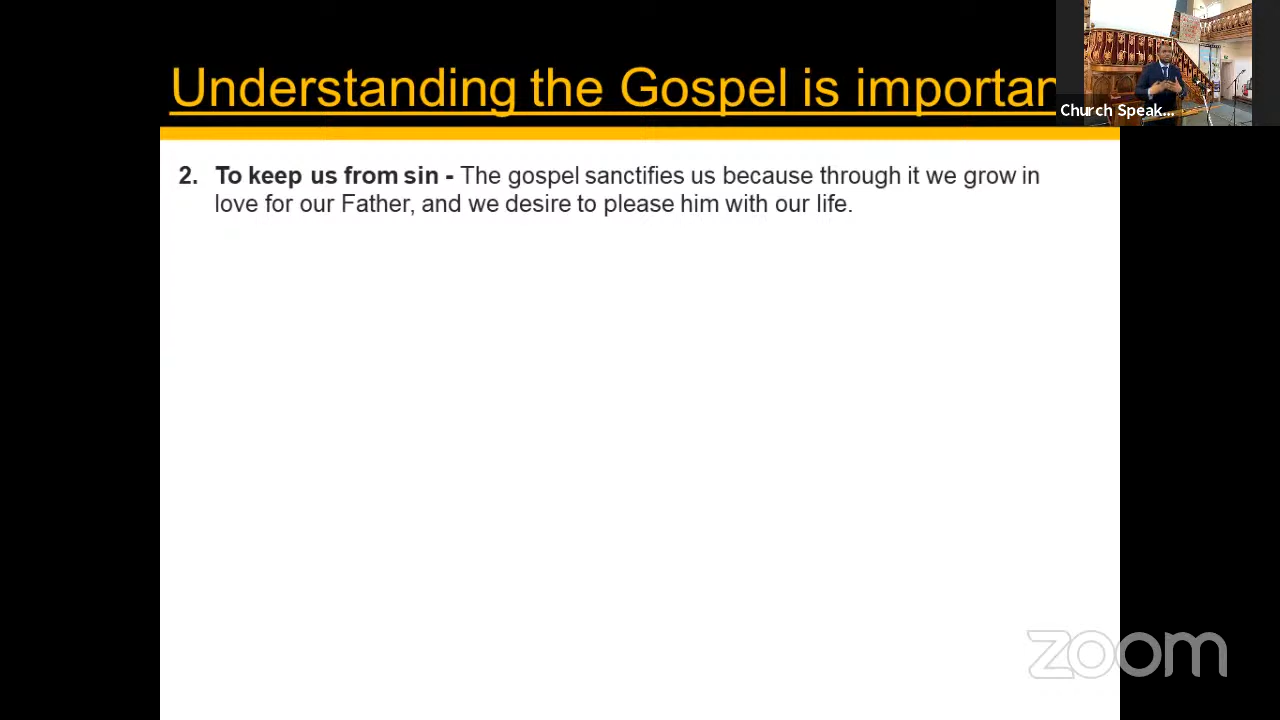 Understanding the Gospel is importan
Church Speak...
2. To keep us from sin - The gospel sanctifies us because through it we grow in
love for our Father, and we desire to please him with our life.
zoom